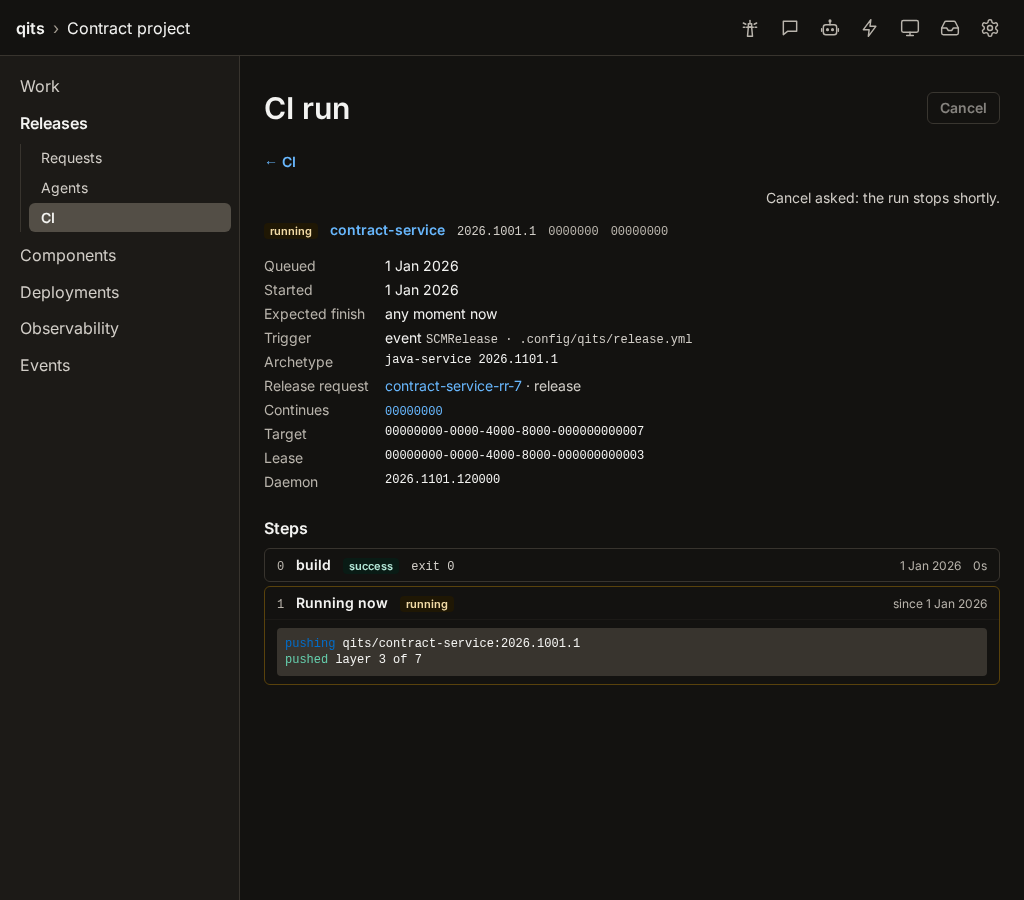 qits › Contract project
Work
Releases
Requests
Agents
CI
Components
Deployments
Observability
Events
CI run
Cancel
← CI
Cancel asked: the run stops shortly.
running contract-service 2026.1001.1 0000000 00000000
Queued 1 Jan 2026
Started 1 Jan 2026
Expected finish any moment now
Trigger event SCMRelease · .config/qits/release.yml
Archetype java-service 2026.1101.1
Release request contract-service-rr-7 · release
Continues 00000000
Target 00000000-0000-4000-8000-000000000007
Lease 00000000-0000-4000-8000-000000000003
Daemon 2026.1101.120000
Steps
0 build success exit 0 1 Jan 2026 0s
1 Running now running since 1 Jan 2026
pushing qits/contract-service:2026.1001.1
pushed layer 3 of 7